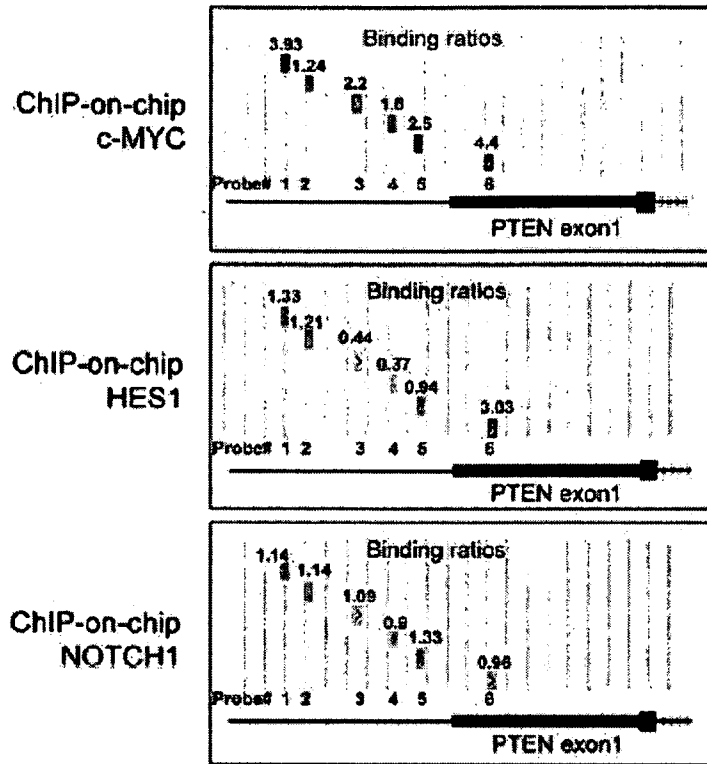 ChIP-on-chip
c-MYC
Binding ratios
3.93
1.24
2.2
1.6
2.5
4.4
Probe# 1 2 3 4 5 6
PTEN exon1
ChIP-on-chip
HES1
Binding ratios
1.33
1.21
0.44
0.37
0.94
3.03
Probe# 1 2 3 4 5 6
PTEN exon1
ChIP-on-chip
NOTCH1
Binding ratios
1.14
1.14
1.09
0.9
1.33
0.96
Probe# 1 2 3 4 5 6
PTEN exon1